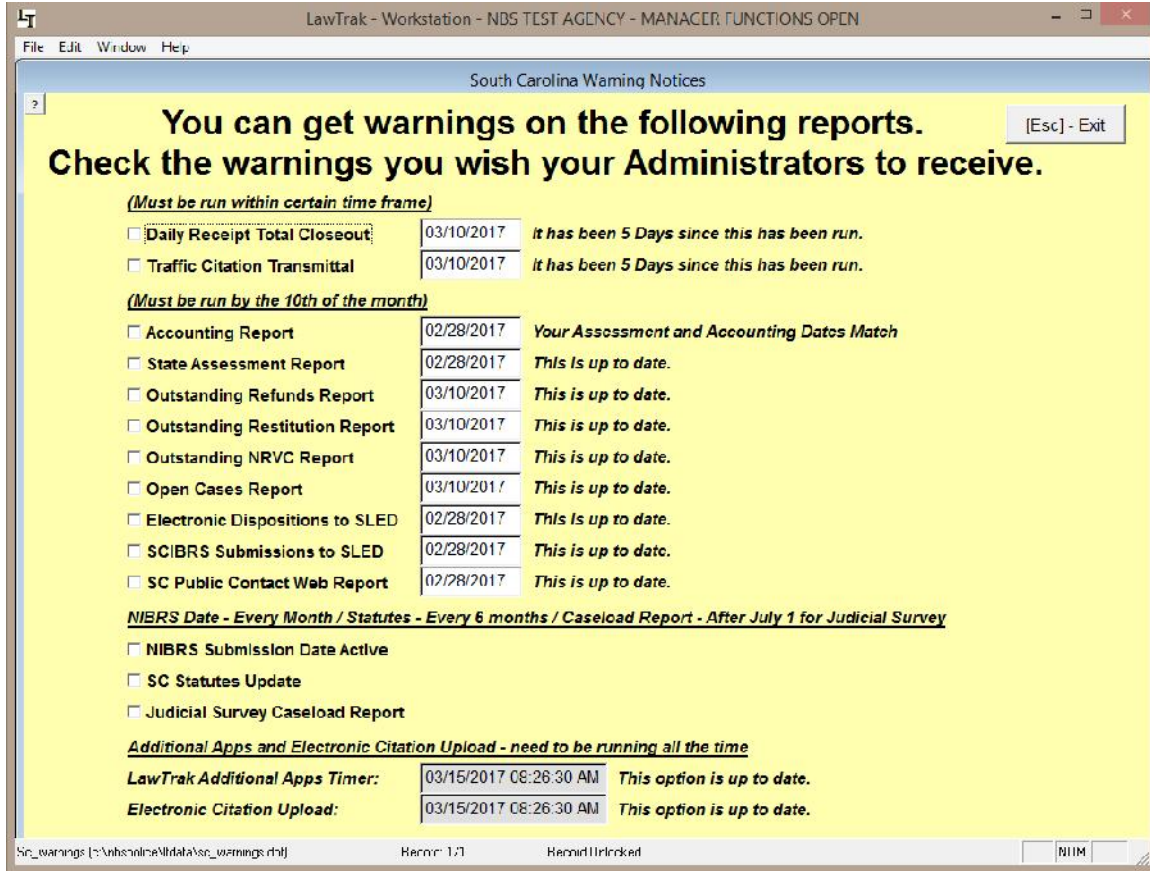 LT LawTrak - Workstation - NBS TEST AGENCY - MANAGER FUNCTIONS OPEN
File Edit Window Help
South Carolina Warning Notices
?
You can get warnings on the following reports.
[Esc] - Exit
Check the warnings you wish your Administrators to receive.
(Must be run within certain time frame)
Daily Receipt Total Closeout 03/10/2017 It has been 5 Days since this has been run.
Traffic Citation Transmittal 03/10/2017 It has been 5 Days since this has been run.
(Must be run by the 10th of the month)
Accounting Report 02/28/2017 Your Assessment and Accounting Dates Match
State Assessment Report 02/28/2017 This is up to date.
Outstanding Refunds Report 03/10/2017 This is up to date.
Outstanding Restitution Report 03/10/2017 This is up to date.
Outstanding NRVC Report 03/10/2017 This is up to date.
Open Cases Report 03/10/2017 This is up to date.
Electronic Dispositions to SLED 02/28/2017 This is up to date.
SCIBRS Submissions to SLED 02/28/2017 This is up to date.
SC Public Contact Web Report 02/28/2017 This is up to date.
NIBRS Date - Every Month / Statutes - Every 6 months / Caseload Report - After July 1 for Judicial Survey
NIBRS Submission Date Active
SC Statutes Update
Judicial Survey Caseload Report
Additional Apps and Electronic Citation Upload - need to be running all the time
LawTrak Additional Apps Timer: 03/15/2017 08:26:30 AM This option is up to date.
Electronic Citation Upload: 03/15/2017 08:26:30 AM This option is up to date.
Sc_warnings Record: 1/1 Record Unlocked NUM